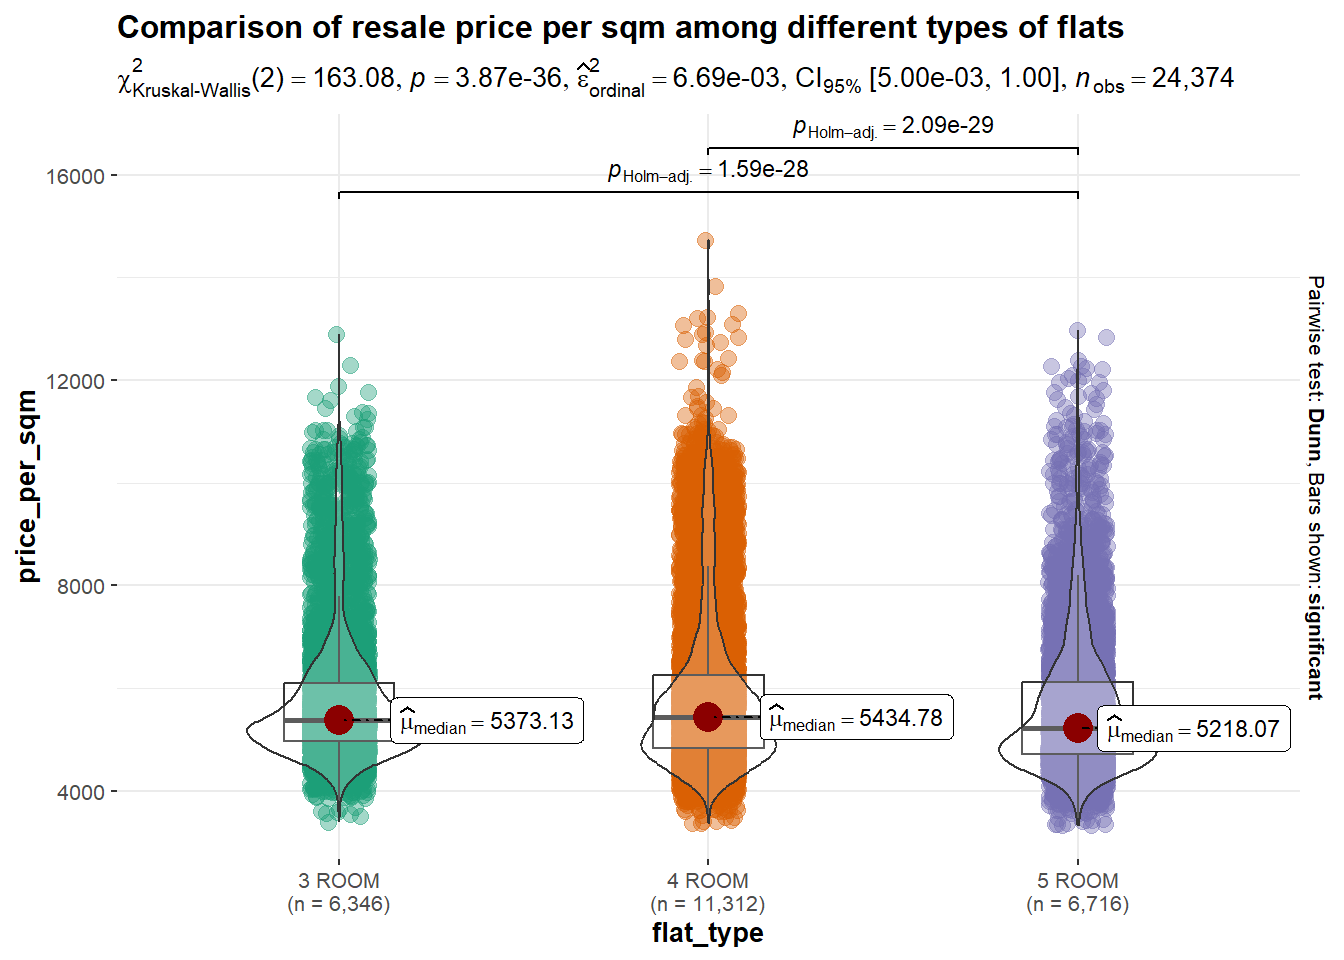 Comparison of resale price per sqm among different types of flats
χ²Kruskal-Wallis(2) = 163.08, p = 3.87e-36, ε̂²ordinal = 6.69e-03, CI95% [5.00e-03, 1.00], nobs = 24,374
pHolm–adj. = 2.09e-29
pHolm–adj. = 1.59e-28
16000
12000
8000
4000
price_per_sqm
μ̂median = 5373.13
μ̂median = 5434.78
μ̂median = 5218.07
Pairwise test: Dunn, Bars shown: significant
3 ROOM
(n = 6,346)
4 ROOM
(n = 11,312)
5 ROOM
(n = 6,716)
flat_type